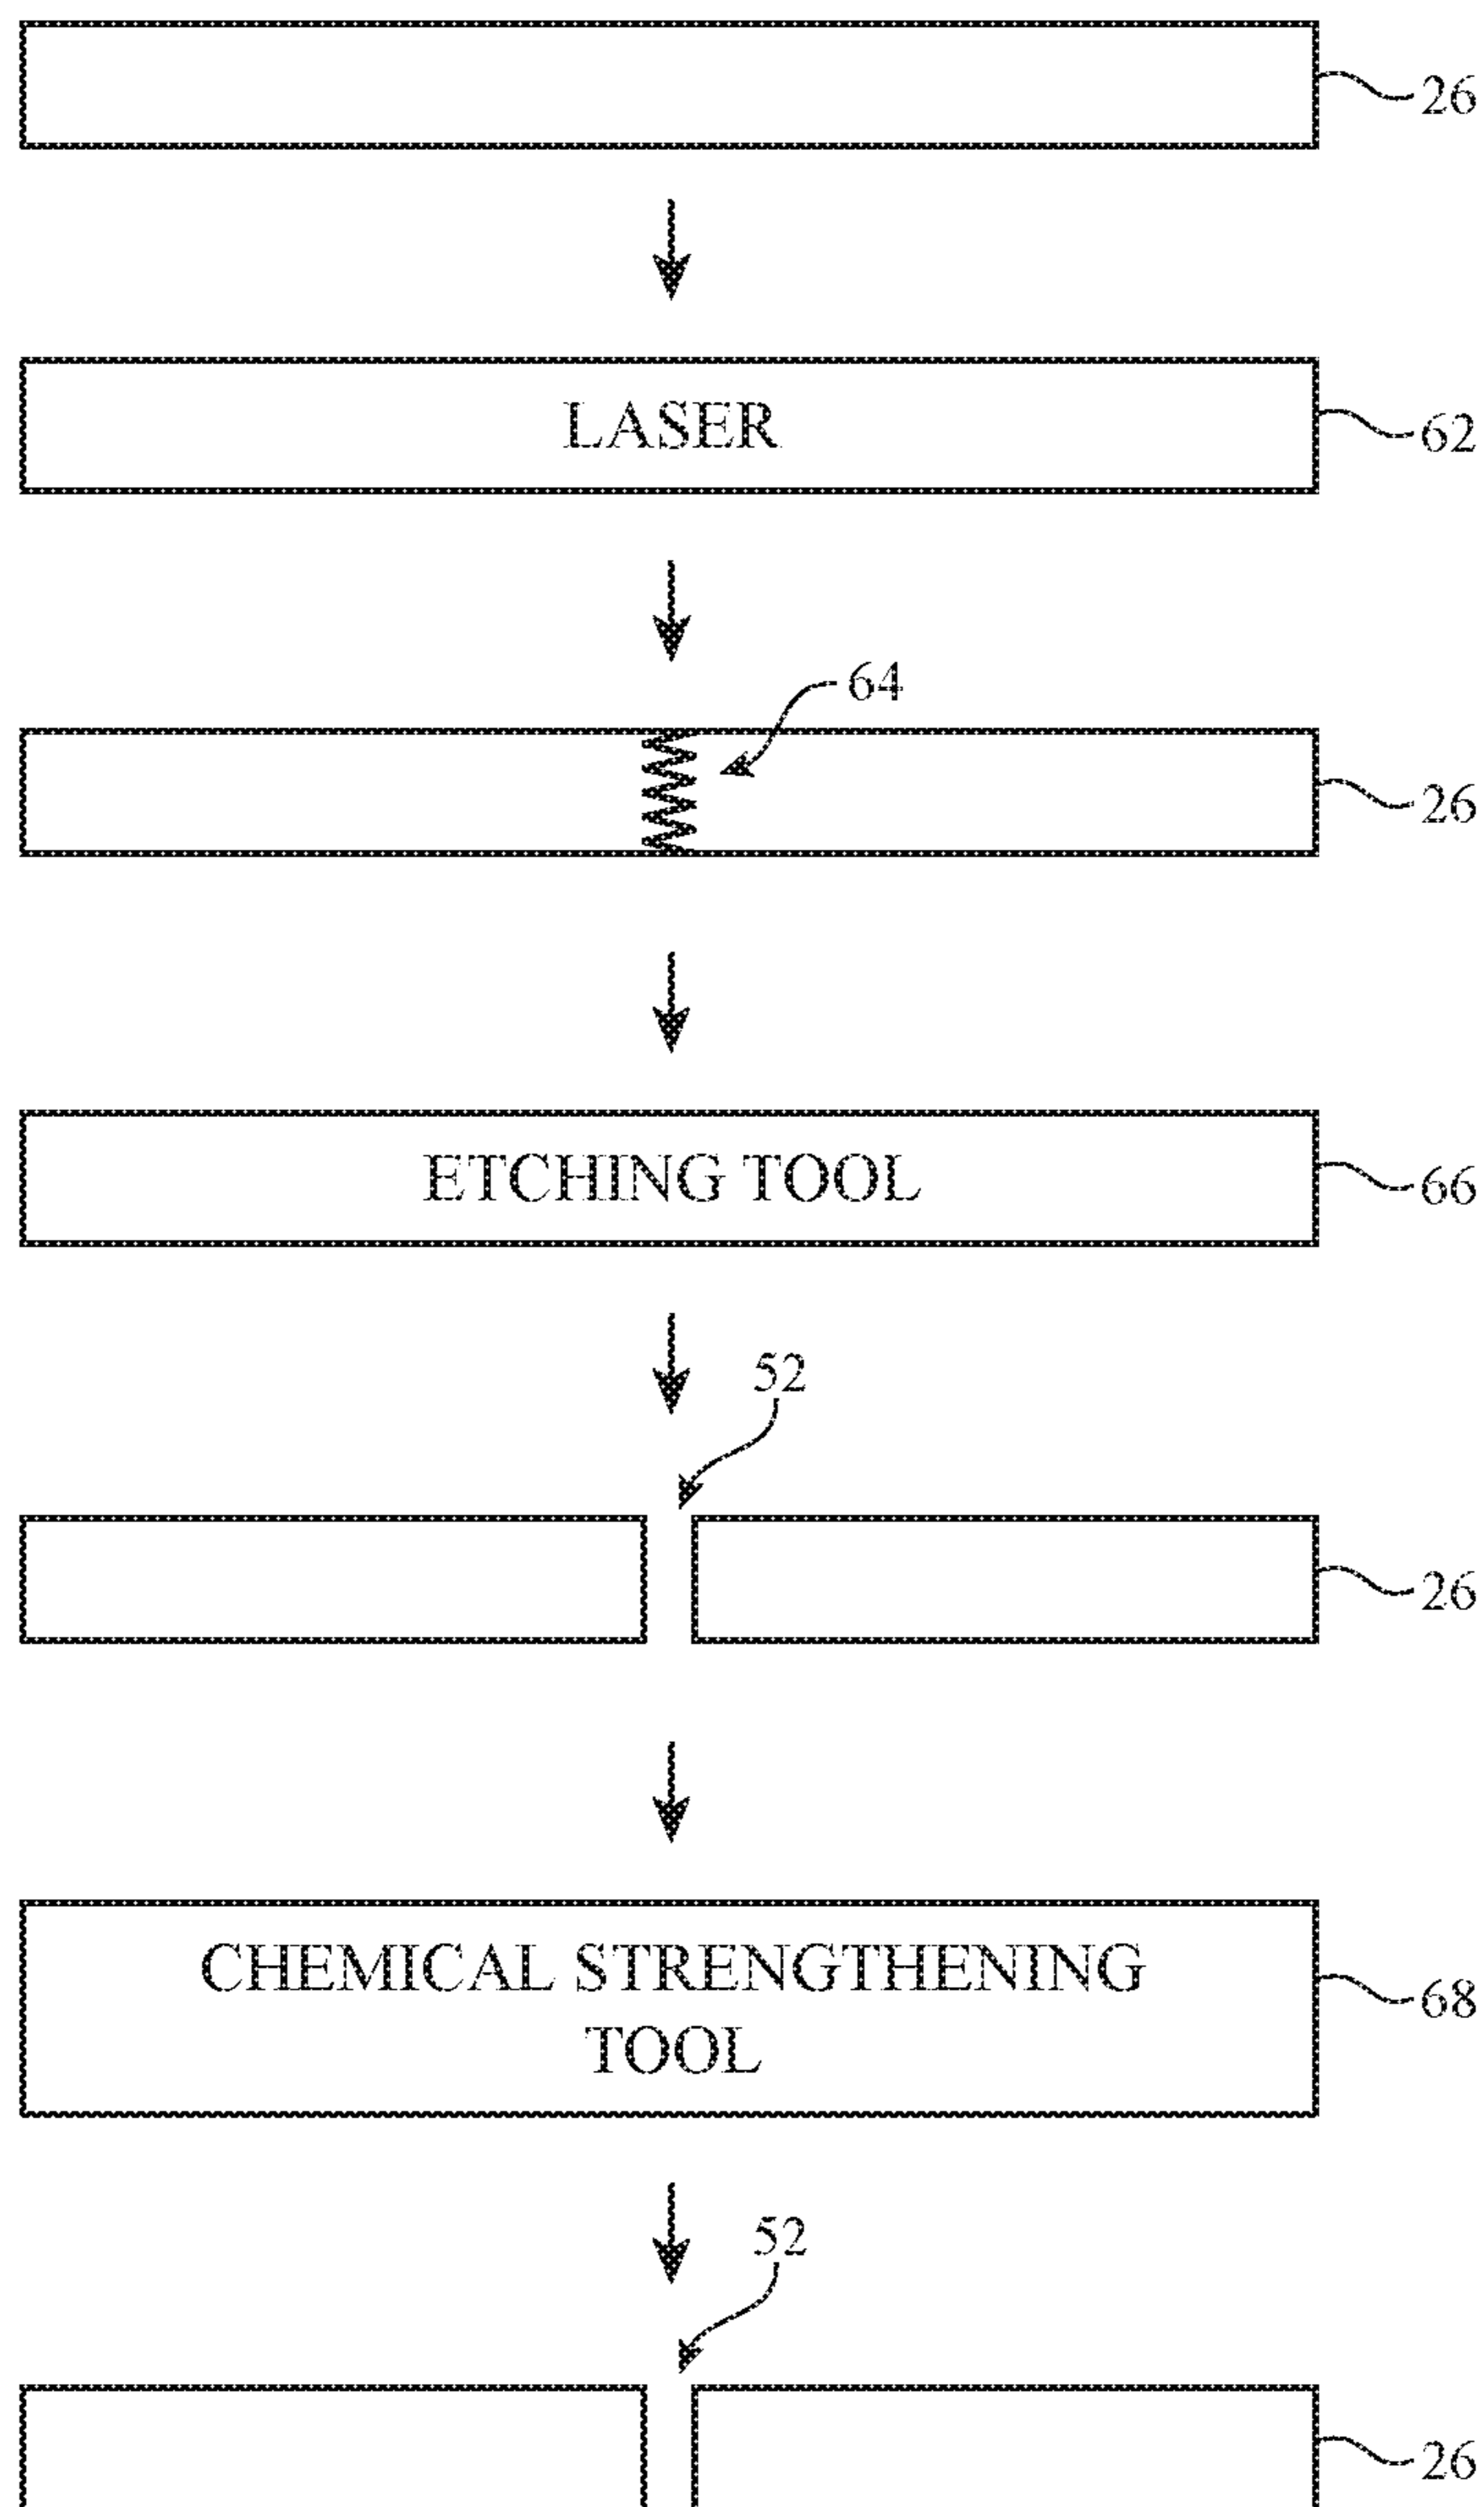 26
LASER
62
64
26
ETCHING TOOL
66
52
26
CHEMICAL STRENGTHENING
TOOL
68
52
26